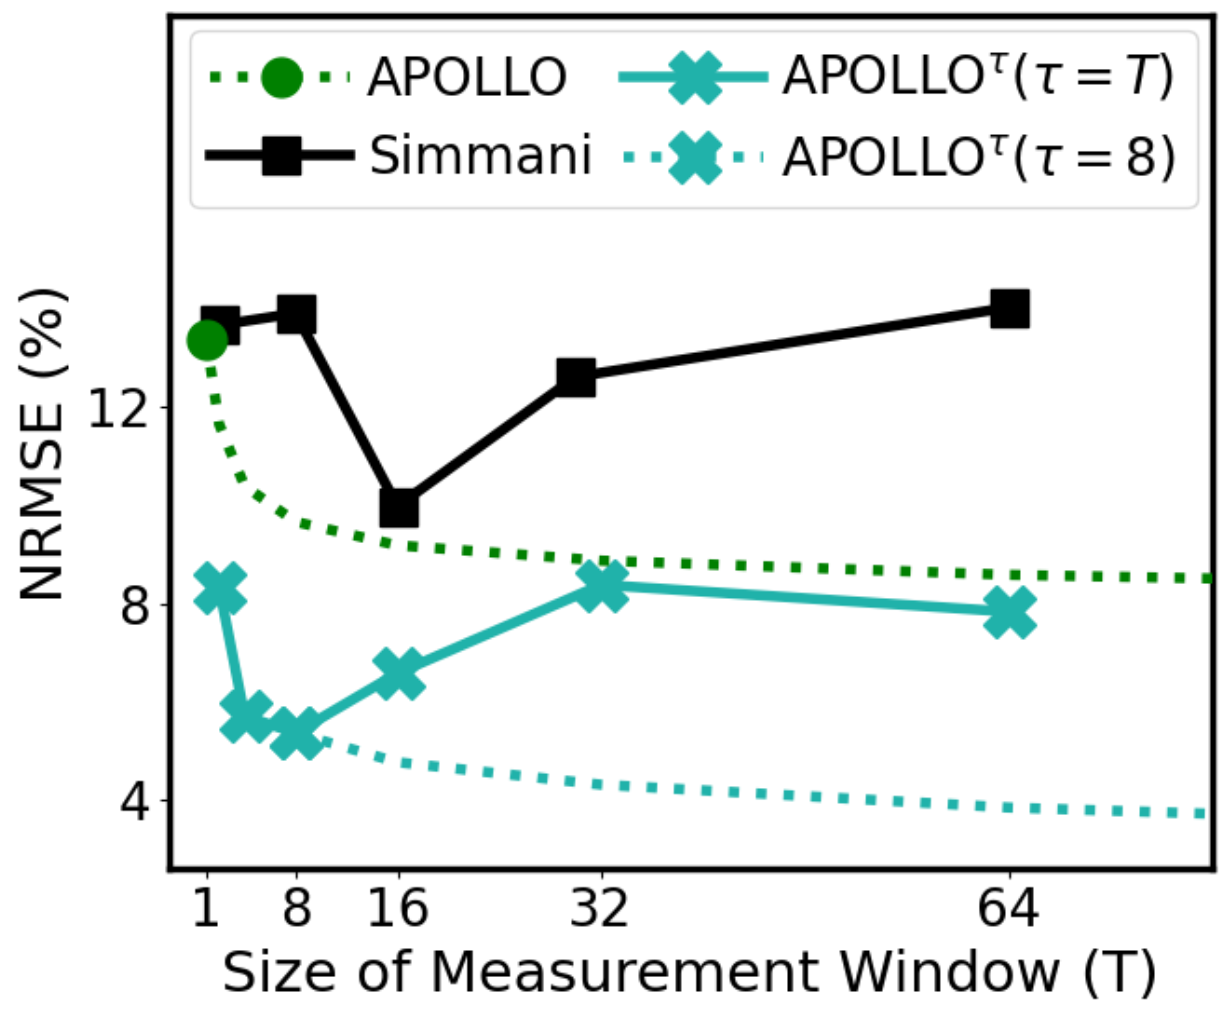 APOLLO
Simmani
APOLLO^τ(τ = T)
APOLLO^τ(τ = 8)
NRMSE (%)
12
8
4
1 8 16 32 64
Size of Measurement Window (T)